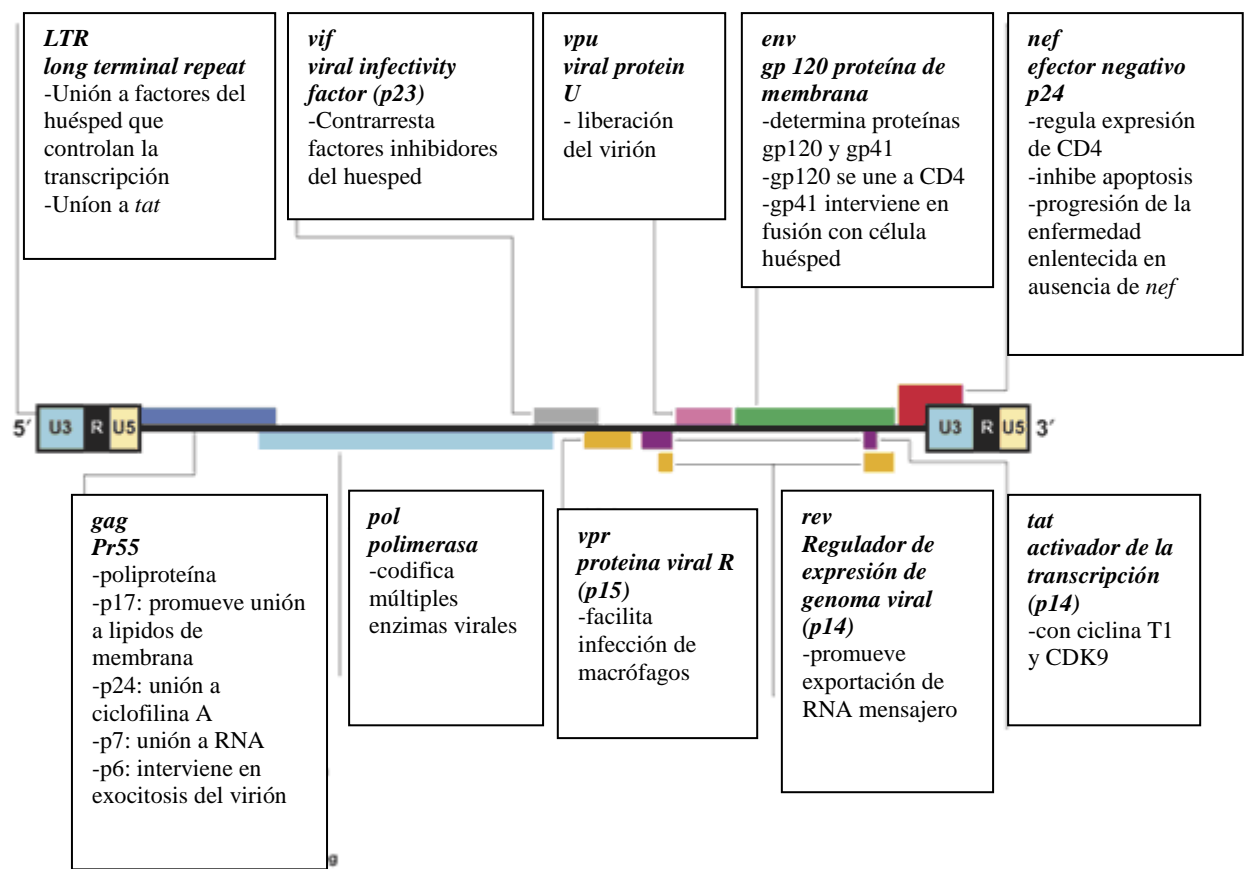 LTR
long terminal repeat
-Unión a factores del
huésped que
controlan la
transcripción
-Uníon a tat
vif
viral infectivity
factor (p23)
-Contrarresta
factores inhibidores
del huesped
vpu
viral protein
U
- liberación
del virión
env
gp 120 proteína de
membrana
-determina proteínas
gp120 y gp41
-gp120 se une a CD4
-gp41 interviene en
fusión con célula
huésped
nef
efector negativo
p24
-regula expresión
de CD4
-inhibe apoptosis
-progresión de la
enfermedad
enlentecida en
ausencia de nef
5′ U3 R U5 U3 R U5 3′
gag
Pr55
-poliproteína
-p17: promueve unión
a lipidos de
membrana
-p24: unión a
ciclofilina A
-p7: unión a RNA
-p6: interviene en
exocitosis del virión
pol
polimerasa
-codifica
múltiples
enzimas virales
vpr
proteina viral R
(p15)
-facilita
infección de
macrófagos
rev
Regulador de
expresión de
genoma viral
(p14)
-promueve
exportación de
RNA mensajero
tat
activador de la
transcripción
(p14)
-con ciclina T1
y CDK9
g